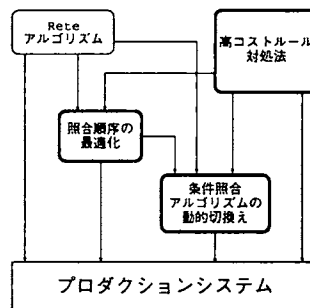 Rete
アルゴリズム
高コストルール
対処法
照合順序の
最適化
条件照合
アルゴリズムの
動的切換え
プロダクションシステム